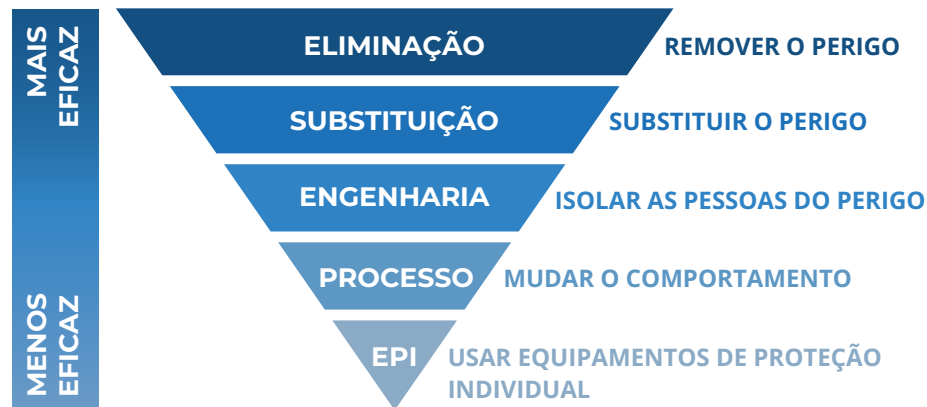 MAIS
EFICAZ
ELIMINAÇÃO
REMOVER O PERIGO
SUBSTITUIÇÃO
SUBSTITUIR O PERIGO
ENGENHARIA
ISOLAR AS PESSOAS DO PERIGO
PROCESSO
MUDAR O COMPORTAMENTO
MENOS
EFICAZ
EPI
USAR EQUIPAMENTOS DE PROTEÇÃO
INDIVIDUAL